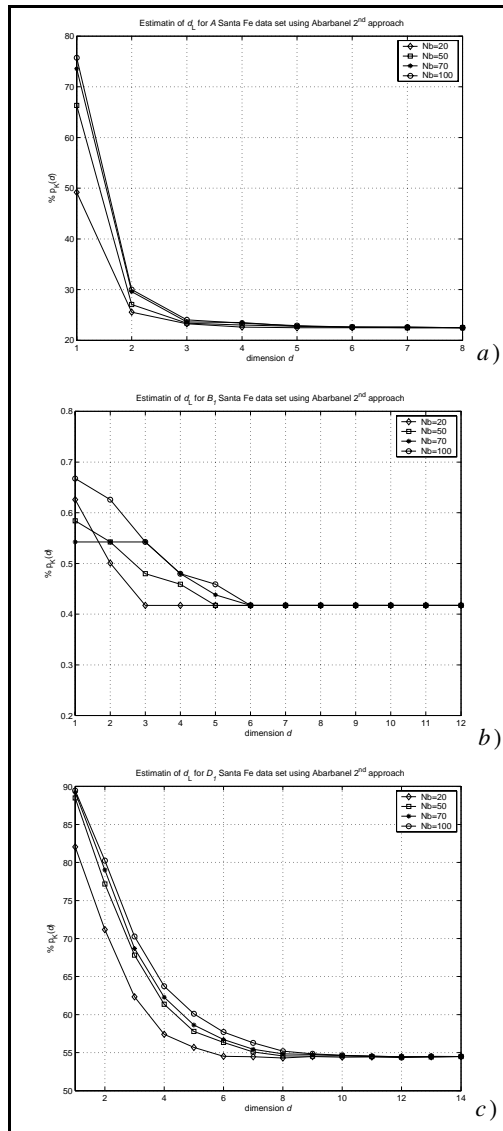 Estimatin of d_L for A Santa Fe data set using Abarbanel 2nd approach
80
70
60
50
40
30
20
% p_K(d)
Nb=20
Nb=50
Nb=70
Nb=100
1 2 3 4 5 6 7 8
dimension d
a)
Estimatin of d_L for B_1 Santa Fe data set using Abarbanel 2nd approach
0.8
0.7
0.6
0.5
0.4
0.3
0.2
% p_K(d)
Nb=20
Nb=50
Nb=70
Nb=100
1 2 3 4 5 6 7 8 9 10 11 12
dimension d
b)
Estimatin of d_L for D_1 Santa Fe data set using Abarbanel 2nd approach
90
85
80
75
70
65
60
55
50
% p_K(d)
Nb=20
Nb=50
Nb=70
Nb=100
2 4 6 8 10 12 14
dimension d
c)